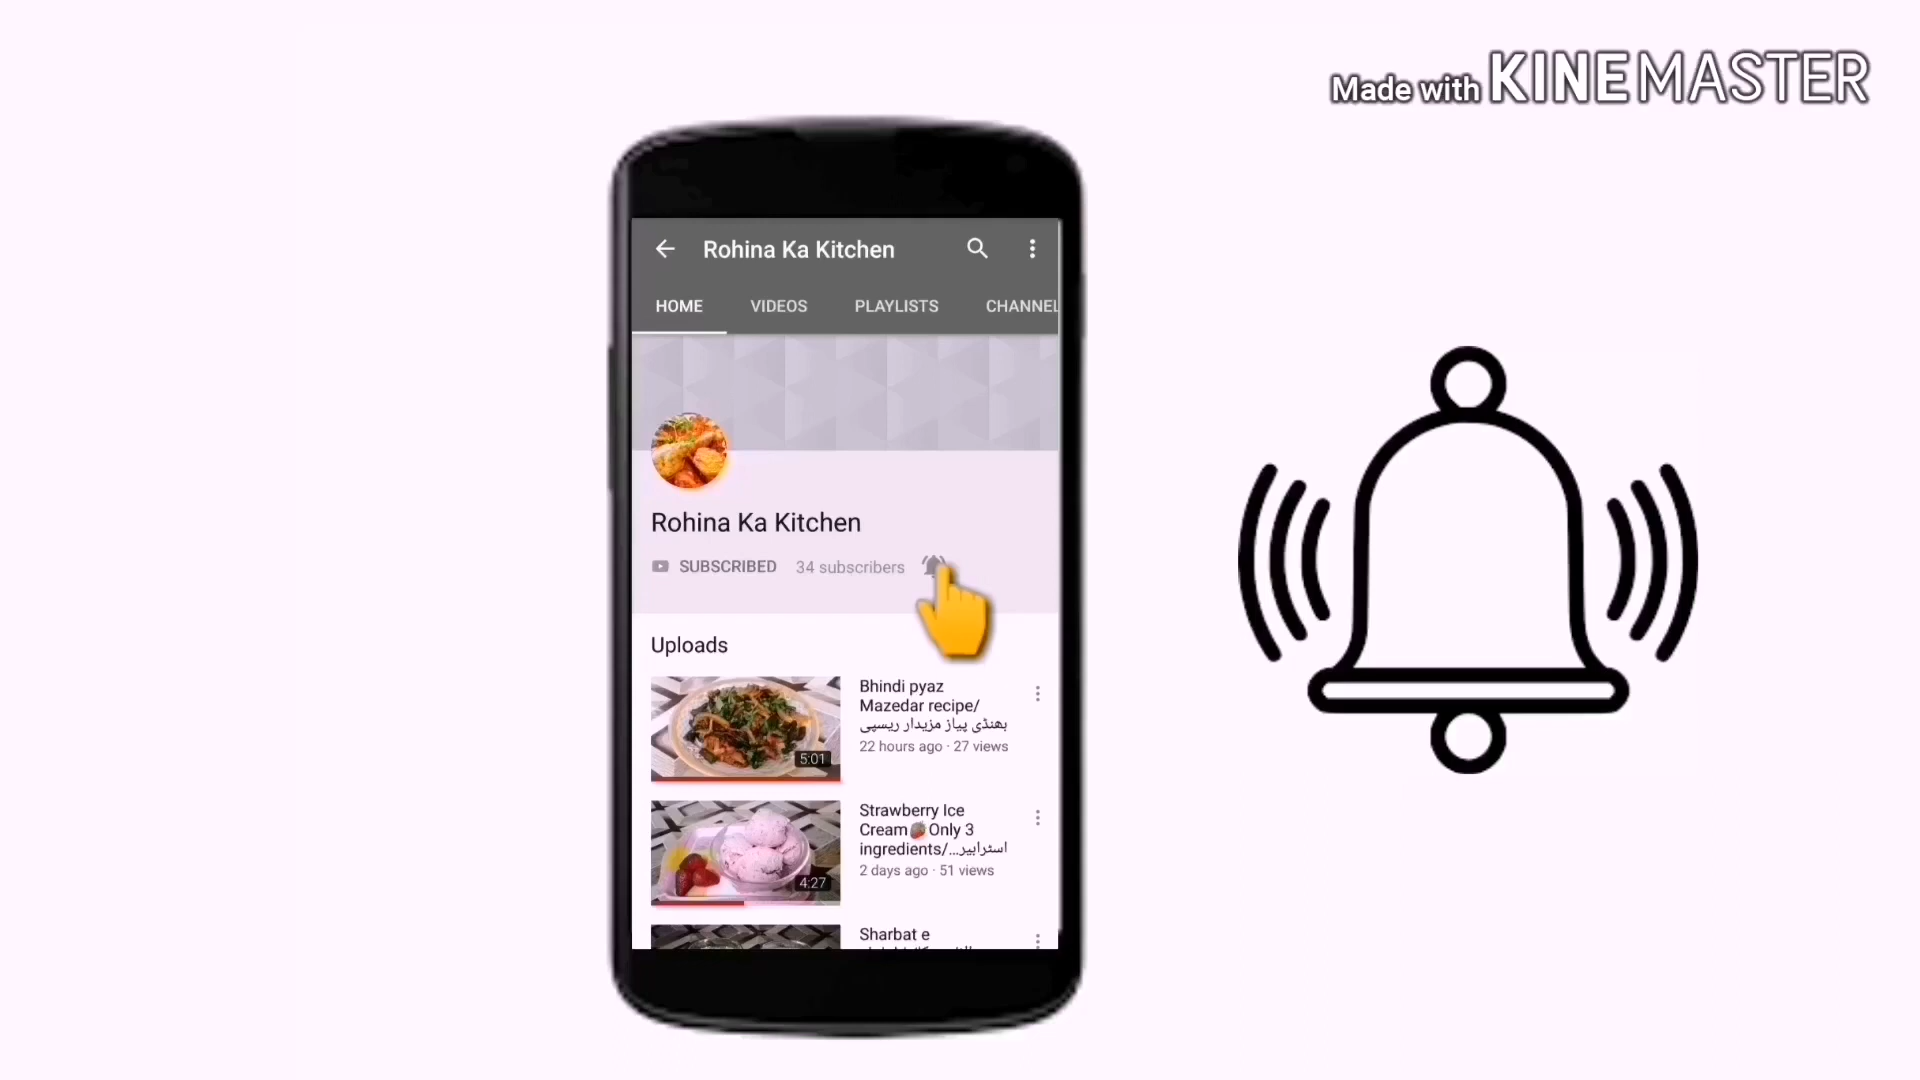 Made with KINEMASTER
Rohina Ka Kitchen
HOME VIDEOS PLAYLISTS CHANNEL
Rohina Ka Kitchen
SUBSCRIBED 34 subscribers
Uploads
Bhindi pyaz
Mazedar recipe/
بھنڈی پیاز مزیدار ریسپی
22 hours ago · 27 views
5:01
Strawberry Ice
Cream🍓Only 3
ingredients/...اسٹرابیر
2 days ago · 51 views
4:27
Sharbat e